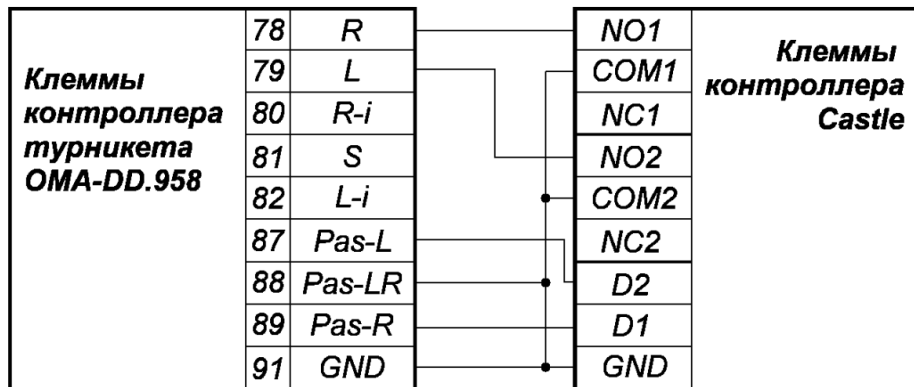 Клеммы
контроллера
турникета
OMA-DD.958
78 R
79 L
80 R-i
81 S
82 L-i
87 Pas-L
88 Pas-LR
89 Pas-R
91 GND
NO1
COM1
NC1
NO2
COM2
NC2
D2
D1
GND
Клеммы
контроллера
Castle